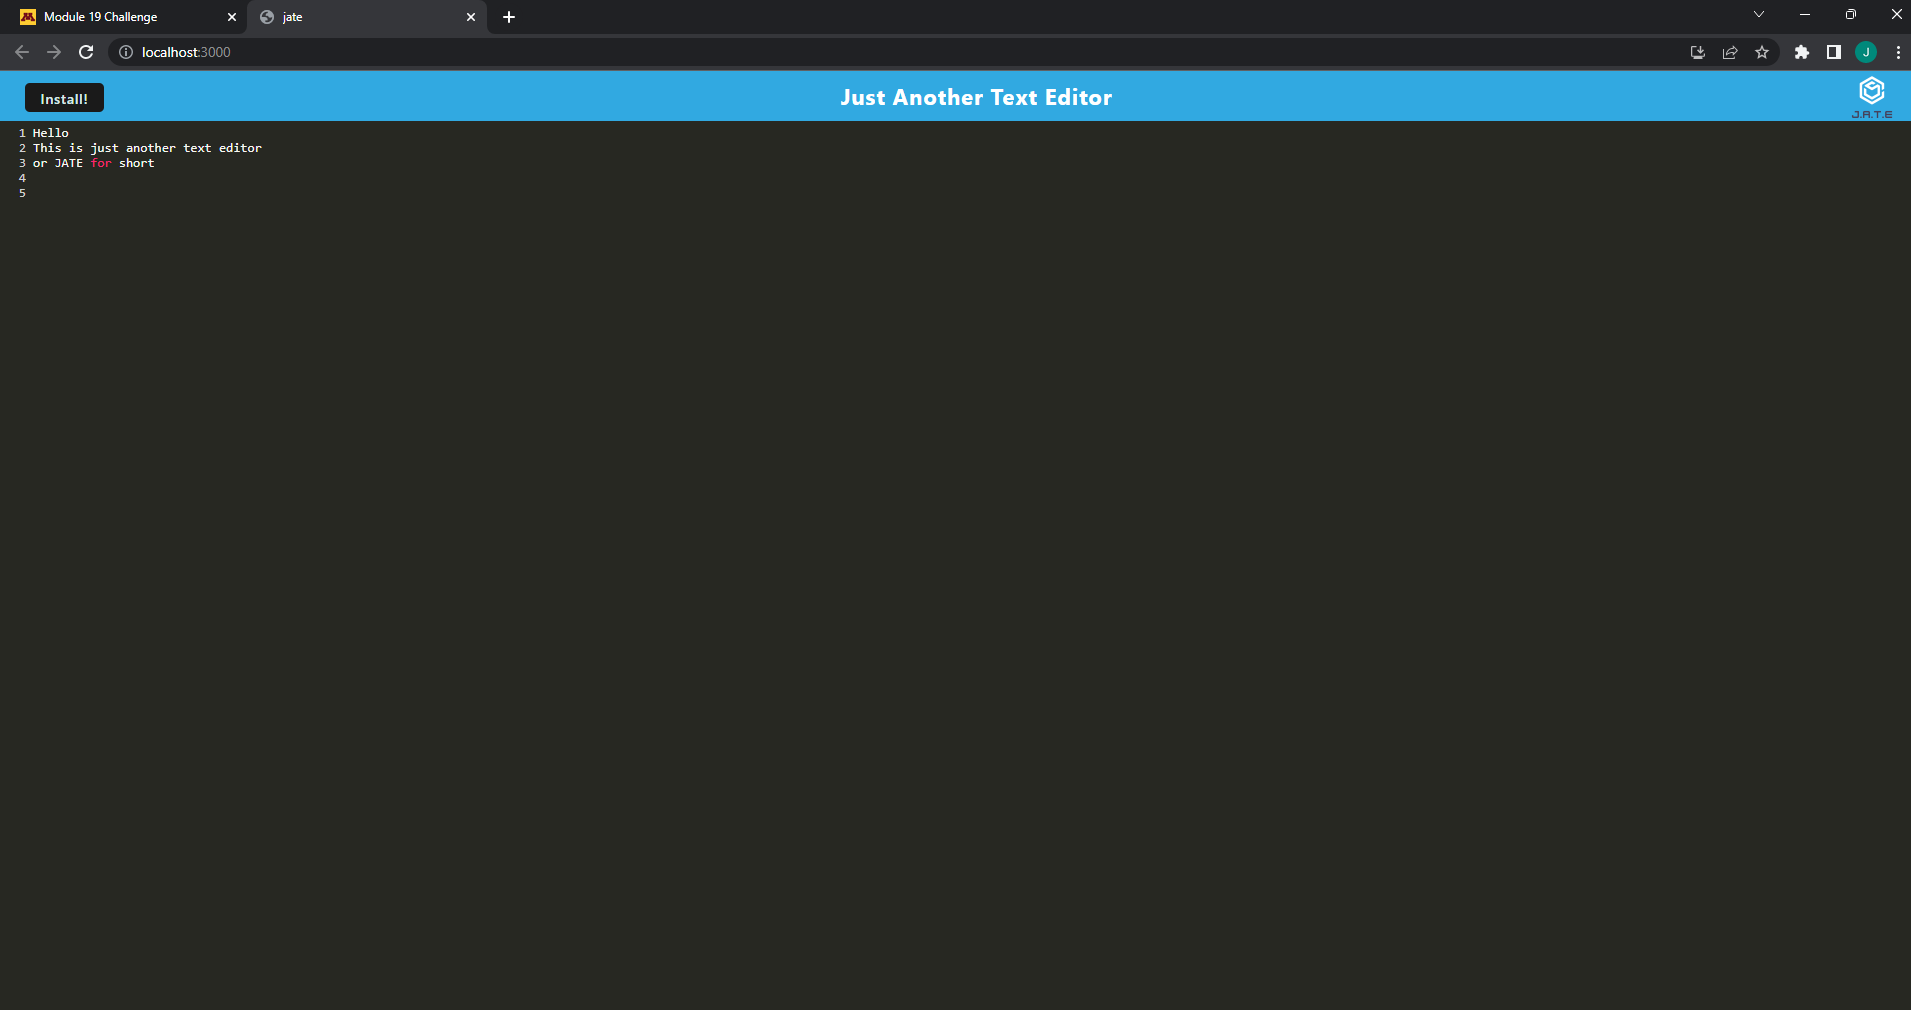 Module 19 Challenge
jate
localhost:3000
J
Install!
Just Another Text Editor
J.A.T.E
1 Hello
2 This is just another text editor
3 or JATE for short
4
5